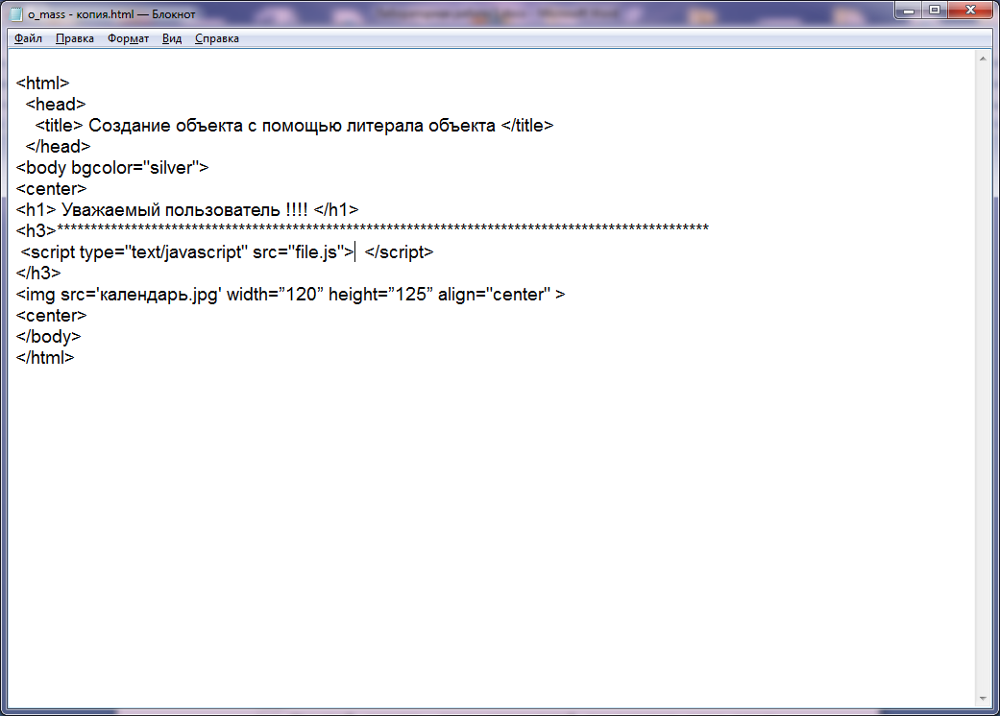 o_mass - копия.html — Блокнот
Файл Правка Формат Вид Справка
<html>
<head>
<title> Создание объекта с помощью литерала объекта </title>
</head>
<body bgcolor="silver">
<center>
<h1> Уважаемый пользователь !!!! </h1>
<h3>*************************************************************************************************
<script type="text/javascript" src="file.js"> </script>
</h3>
<img src='календарь.jpg' width=”120” height=”125” align="center" >
<center>
</body>
</html>